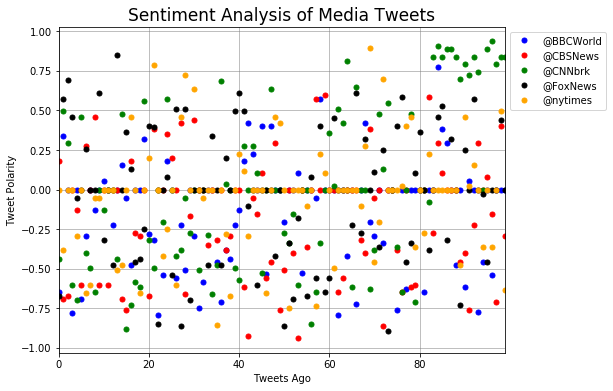 Sentiment Analysis of Media Tweets
1.00
0.75
0.50
0.25
0.00
−0.25
−0.50
−0.75
−1.00
Tweet Polarity
0
20
40
60
80
Tweets Ago
@BBCWorld
@CBSNews
@CNNbrk
@FoxNews
@nytimes